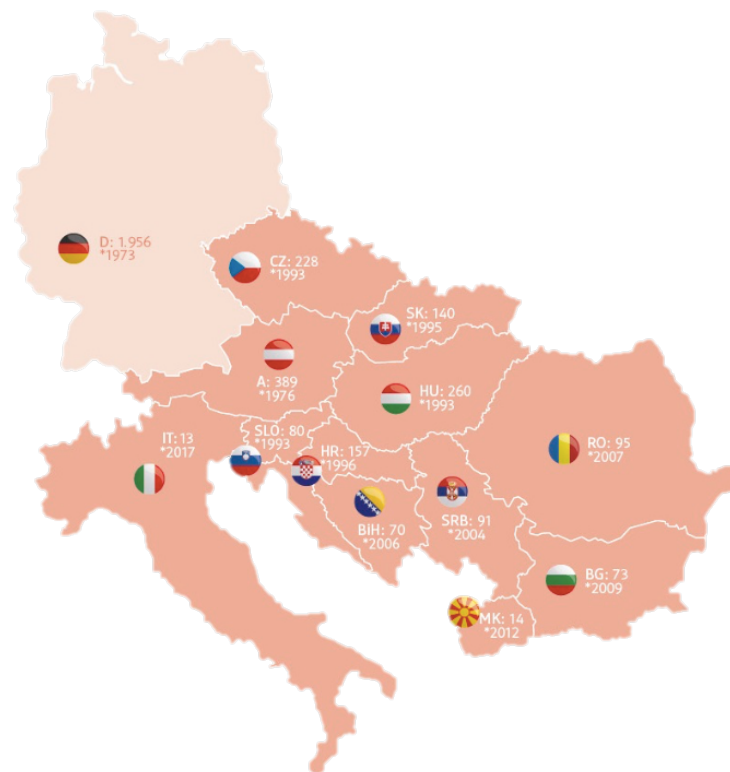 D: 1.956
*1973
CZ: 228
*1993
SK: 140
*1995
A: 389
*1976
HU: 260
*1993
IT: 13
*2017
SLO: 80
*1993
HR: 157
*1996
RO: 95
*2007
BiH: 70
*2006
SRB: 91
*2004
BG: 73
*2009
MK: 14
*2012